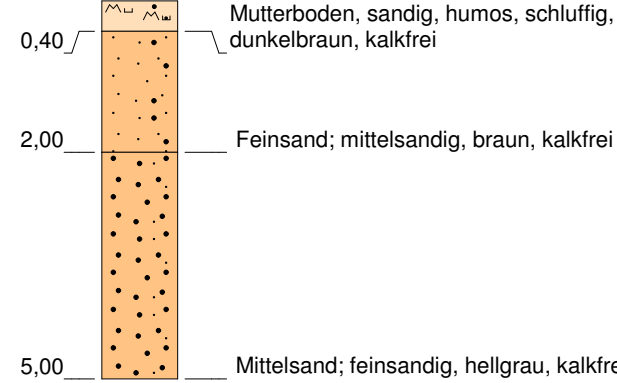 Mutterboden, sandig, humos, schluffig,
0,40 dunkelbraun, kalkfrei
2,00 Feinsand; mittelsandig, braun, kalkfrei
5,00 Mittelsand; feinsandig, hellgrau, kalkfre